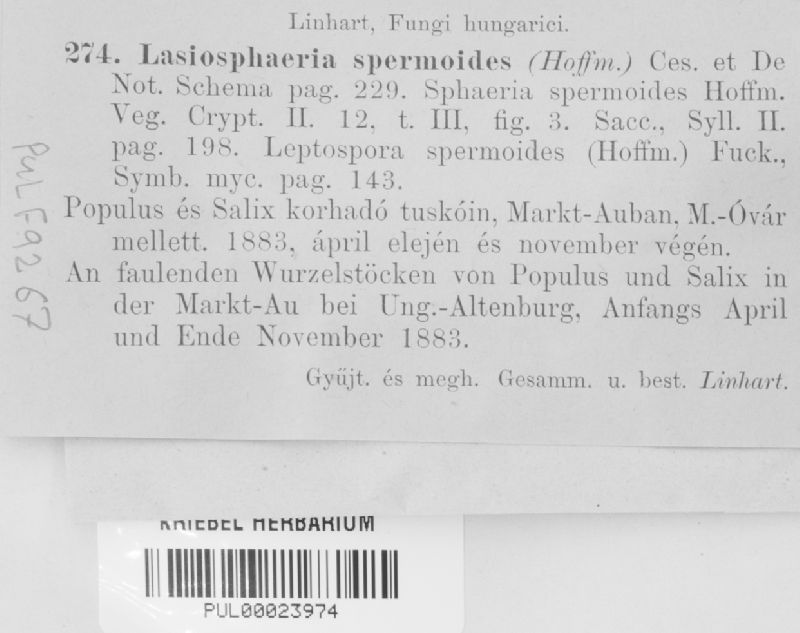 Linhart, Fungi hungarici.
274. Lasiosphaeria spermoides (Hoffm.) Ces. et De
Not. Schema pag. 229. Sphaeria spermoides Hoffm.
Veg. Crypt. II. 12, t. III, fig. 3. Sacc., Syll. II.
pag. 198. Leptospora spermoides (Hoffm.) Fuck.,
Symb. myc. pag. 143.
Populus és Salix korhadó tuskóin, Markt-Auban, M.-Óvár
mellett. 1883, ápril elején és november végén.
An faulenden Wurzelstöcken von Populus und Salix in
der Markt-Au bei Ung.-Altenburg, Anfangs April
und Ende November 1883.
Gyűjt. és megh. Gesamm. u. best. Linhart.
PUL F9267
KRIEBEL HERBARIUM
PUL00023974